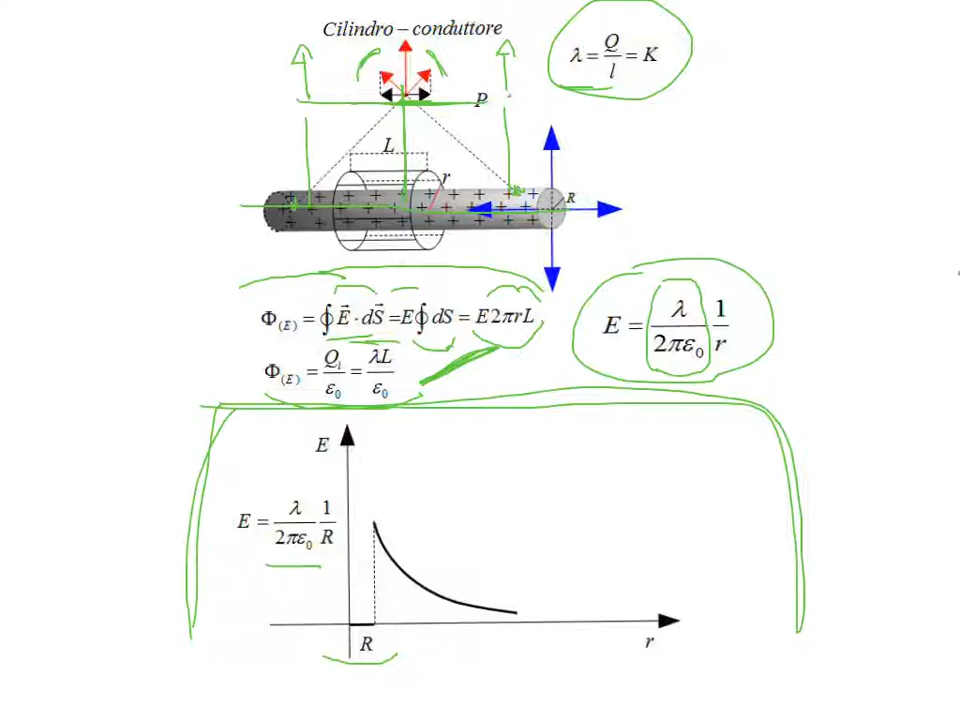 Cilindro – conduttore
λ = Q/l = K
P
L
r
R
Φ(E) = ∮ E⃗ · dS⃗ = E∮ dS = E2πrL
E = λ/2πε₀ 1/r
Φ(E) = Qi/ε₀ = λL/ε₀
E
E = λ/2πε₀ 1/R
R
r